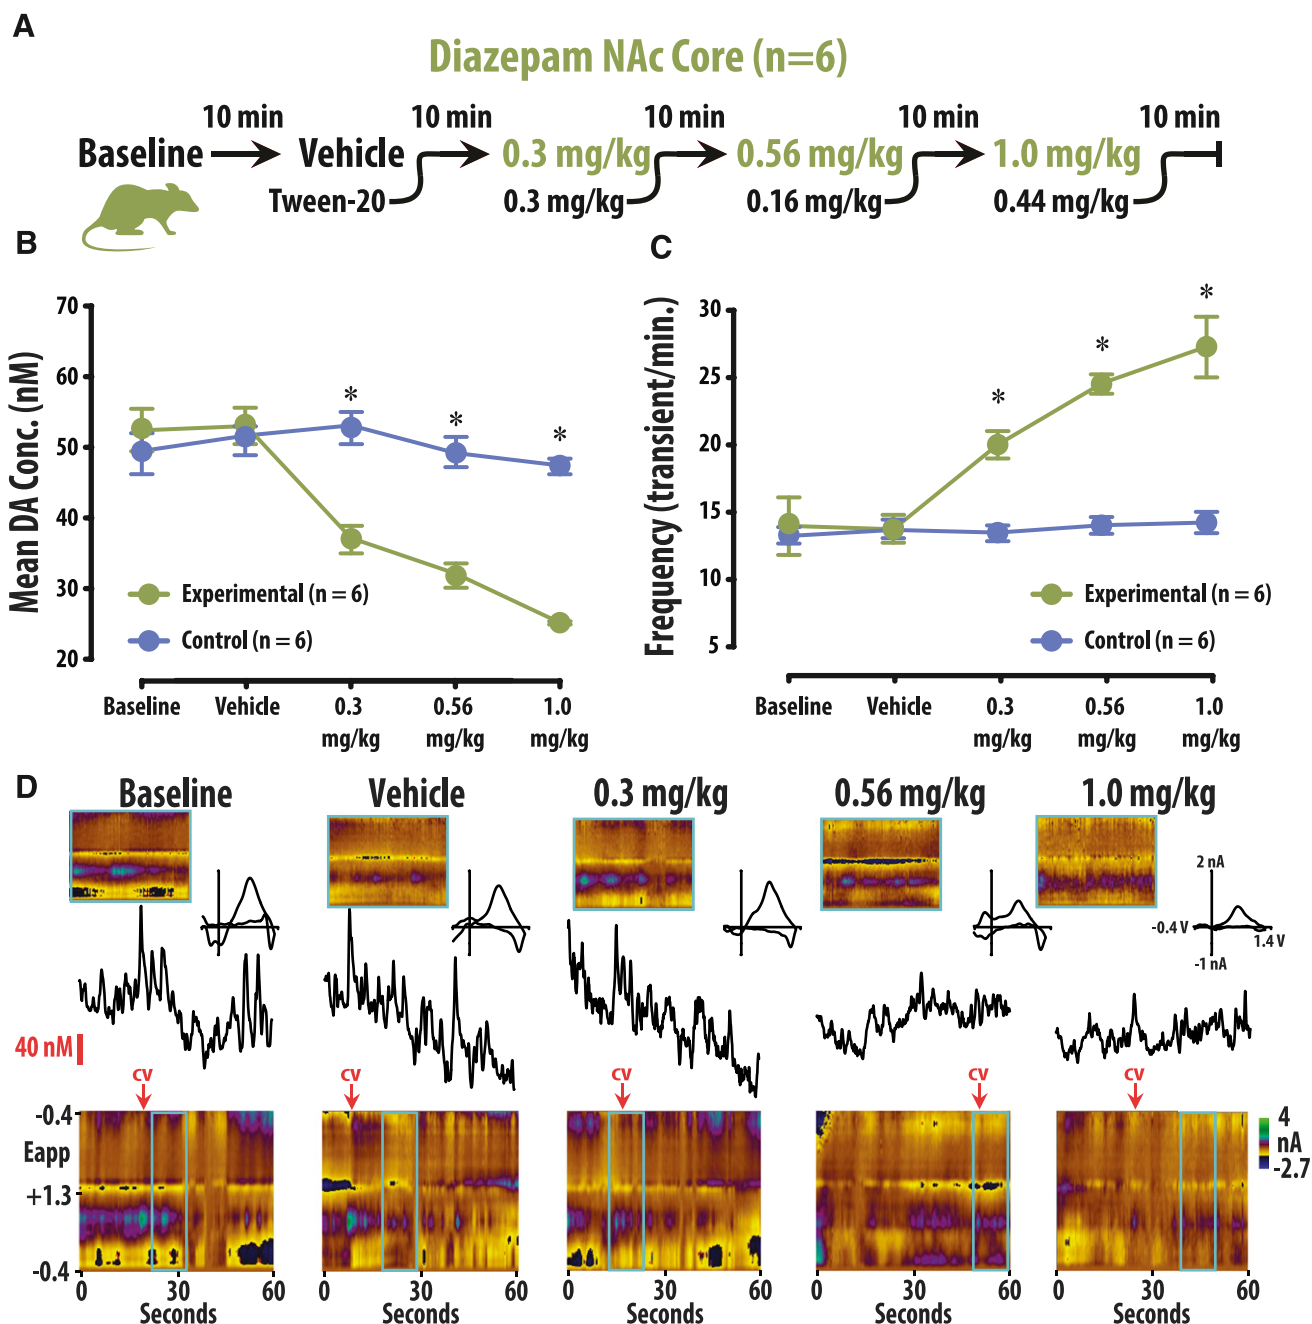 A
Diazepam NAc Core (n=6)
10 min 10 min 10 min 10 min 10 min
Baseline Vehicle 0.3 mg/kg 0.56 mg/kg 1.0 mg/kg
Tween-20 0.3 mg/kg 0.16 mg/kg 0.44 mg/kg
B
Mean DA Conc. (nM)
70
60
50
40
30
20
* * *
Experimental (n = 6)
Control (n = 6)
Baseline Vehicle 0.3 0.56 1.0
mg/kg mg/kg mg/kg
C
Frequency (transient/min.)
30
25
20
15
10
5
* * *
Experimental (n = 6)
Control (n = 6)
Baseline Vehicle 0.3 0.56 1.0
mg/kg mg/kg mg/kg
D
Baseline Vehicle 0.3 mg/kg 0.56 mg/kg 1.0 mg/kg
2 nA
-0.4 V
1.4 V
-1 nA
40 nM
cv cv cv cv cv
-0.4
Eapp
+1.3
-0.4
4
nA
-2.7
0 30 60 0 30 60 0 30 60 0 30 60 0 30 60
Seconds Seconds Seconds Seconds Seconds